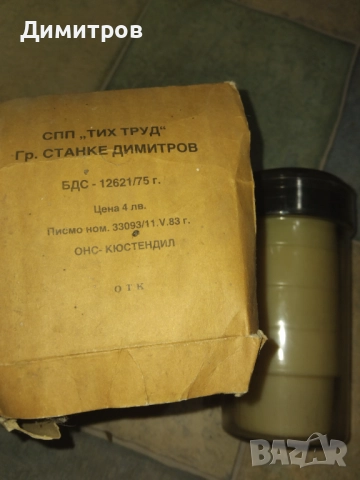 Димитров
СПП „ТИХ ТРУД“
Гр. СТАНКЕ ДИМИТРОВ
БДС - 12621/75 г.
Цена 4 лв.
Писмо ном. 33093/11.V.83 г.
ОНС- КЮСТЕНДИЛ
ОТК
BAZAR